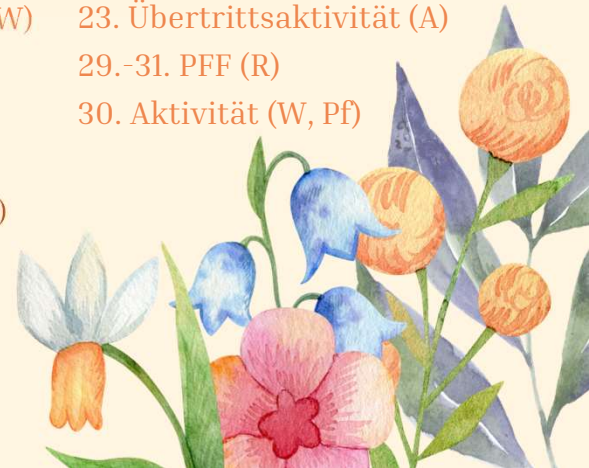 W) 23. Übertrittsaktivität (A)
29.-31. PFF (R)
30. Aktivität (W, Pf)
)